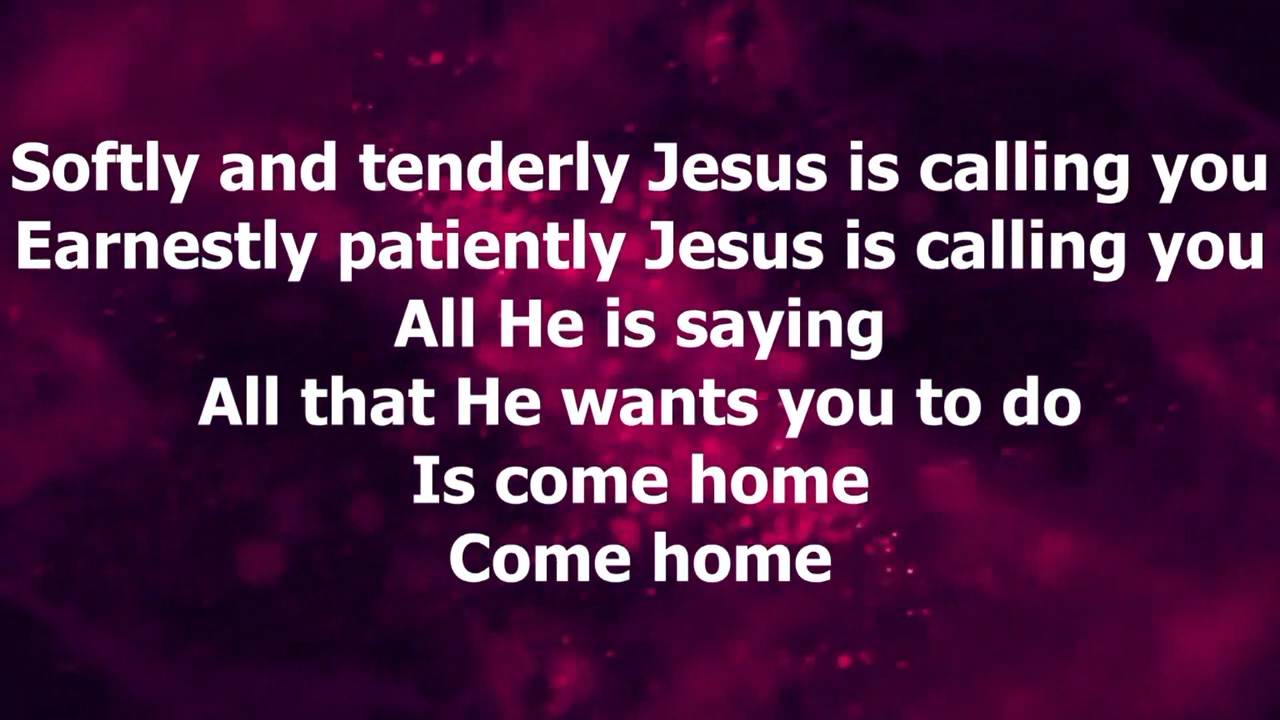 Softly and tenderly Jesus is calling you
Earnestly patiently Jesus is calling you
All He is saying
All that He wants you to do
Is come home
Come home